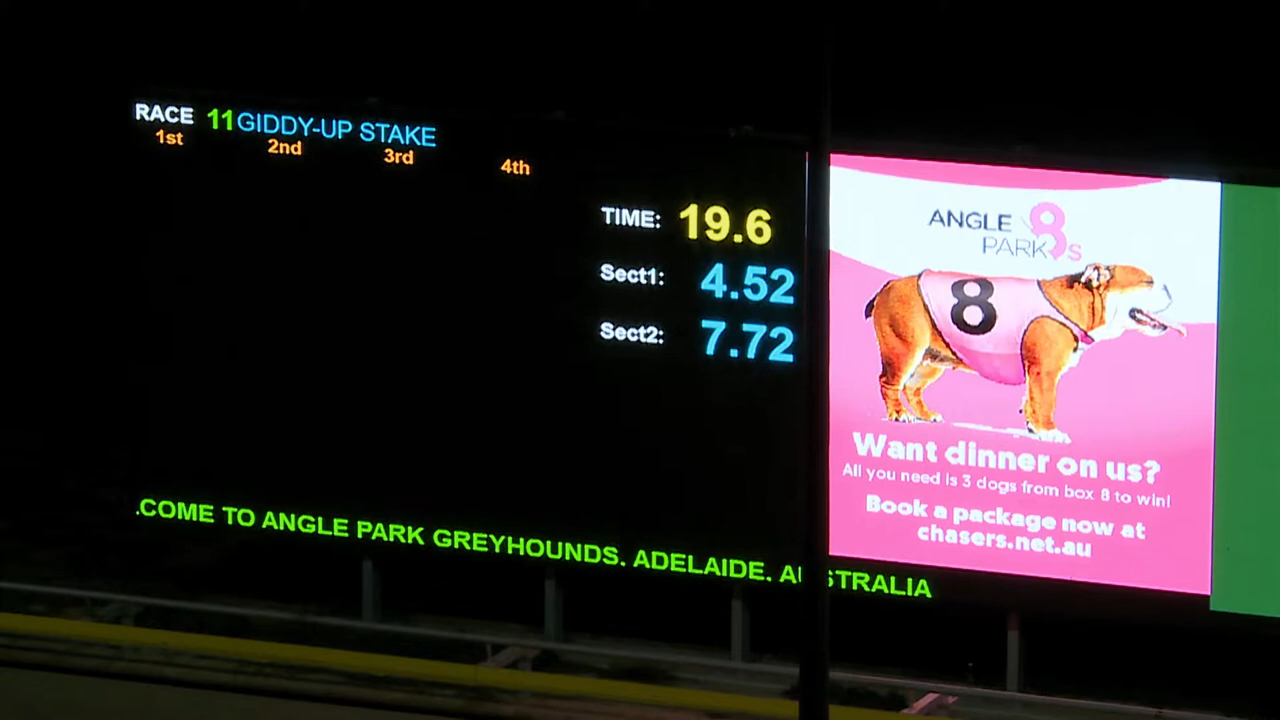 RACE 11 GIDDY-UP STAKE
1st 2nd 3rd 4th
TIME: 19.6
Sect1: 4.52
Sect2: 7.72
.COME TO ANGLE PARK GREYHOUNDS. ADELAIDE. AUSTRALIA
ANGLE 8s
PARK
8
Want dinner on us?
All you need is 3 dogs from box 8 to win!
Book a package now at
chasers.net.au